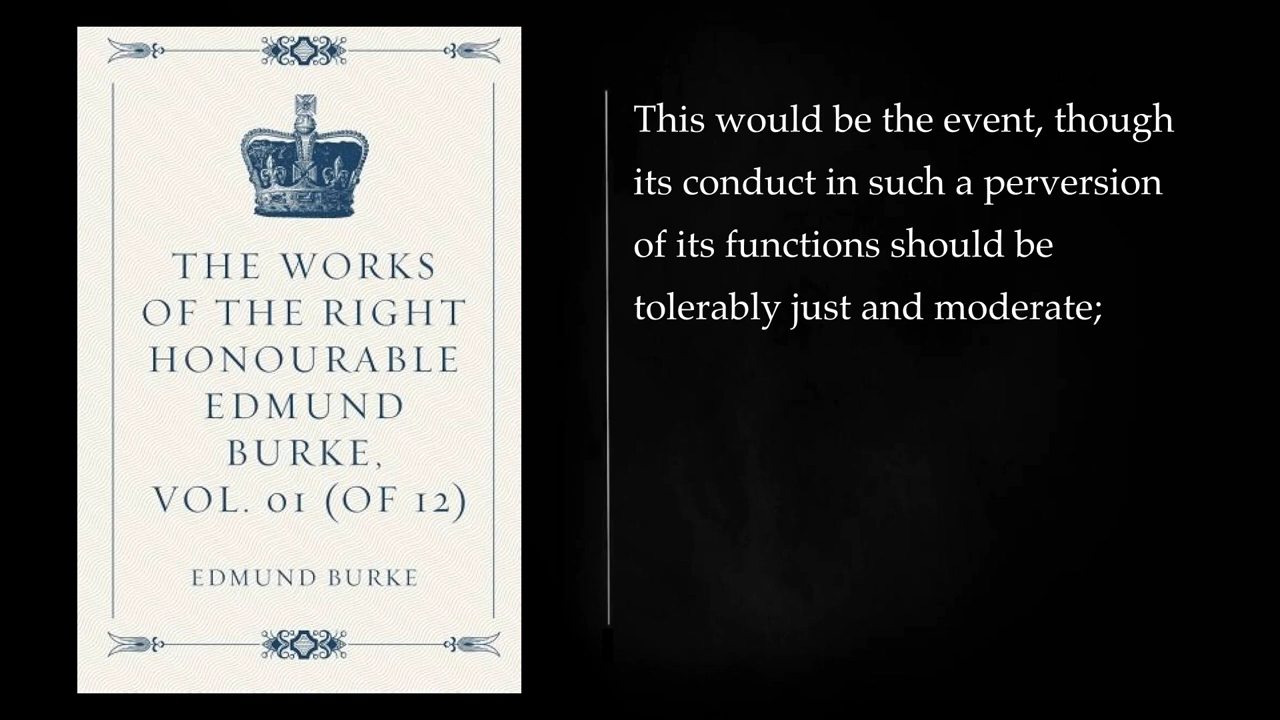 THE WORKS
OF THE RIGHT
HONOURABLE
EDMUND
BURKE,
VOL. 01 (OF 12)
EDMUND BURKE
This would be the event, though
its conduct in such a perversion
of its functions should be
tolerably just and moderate;